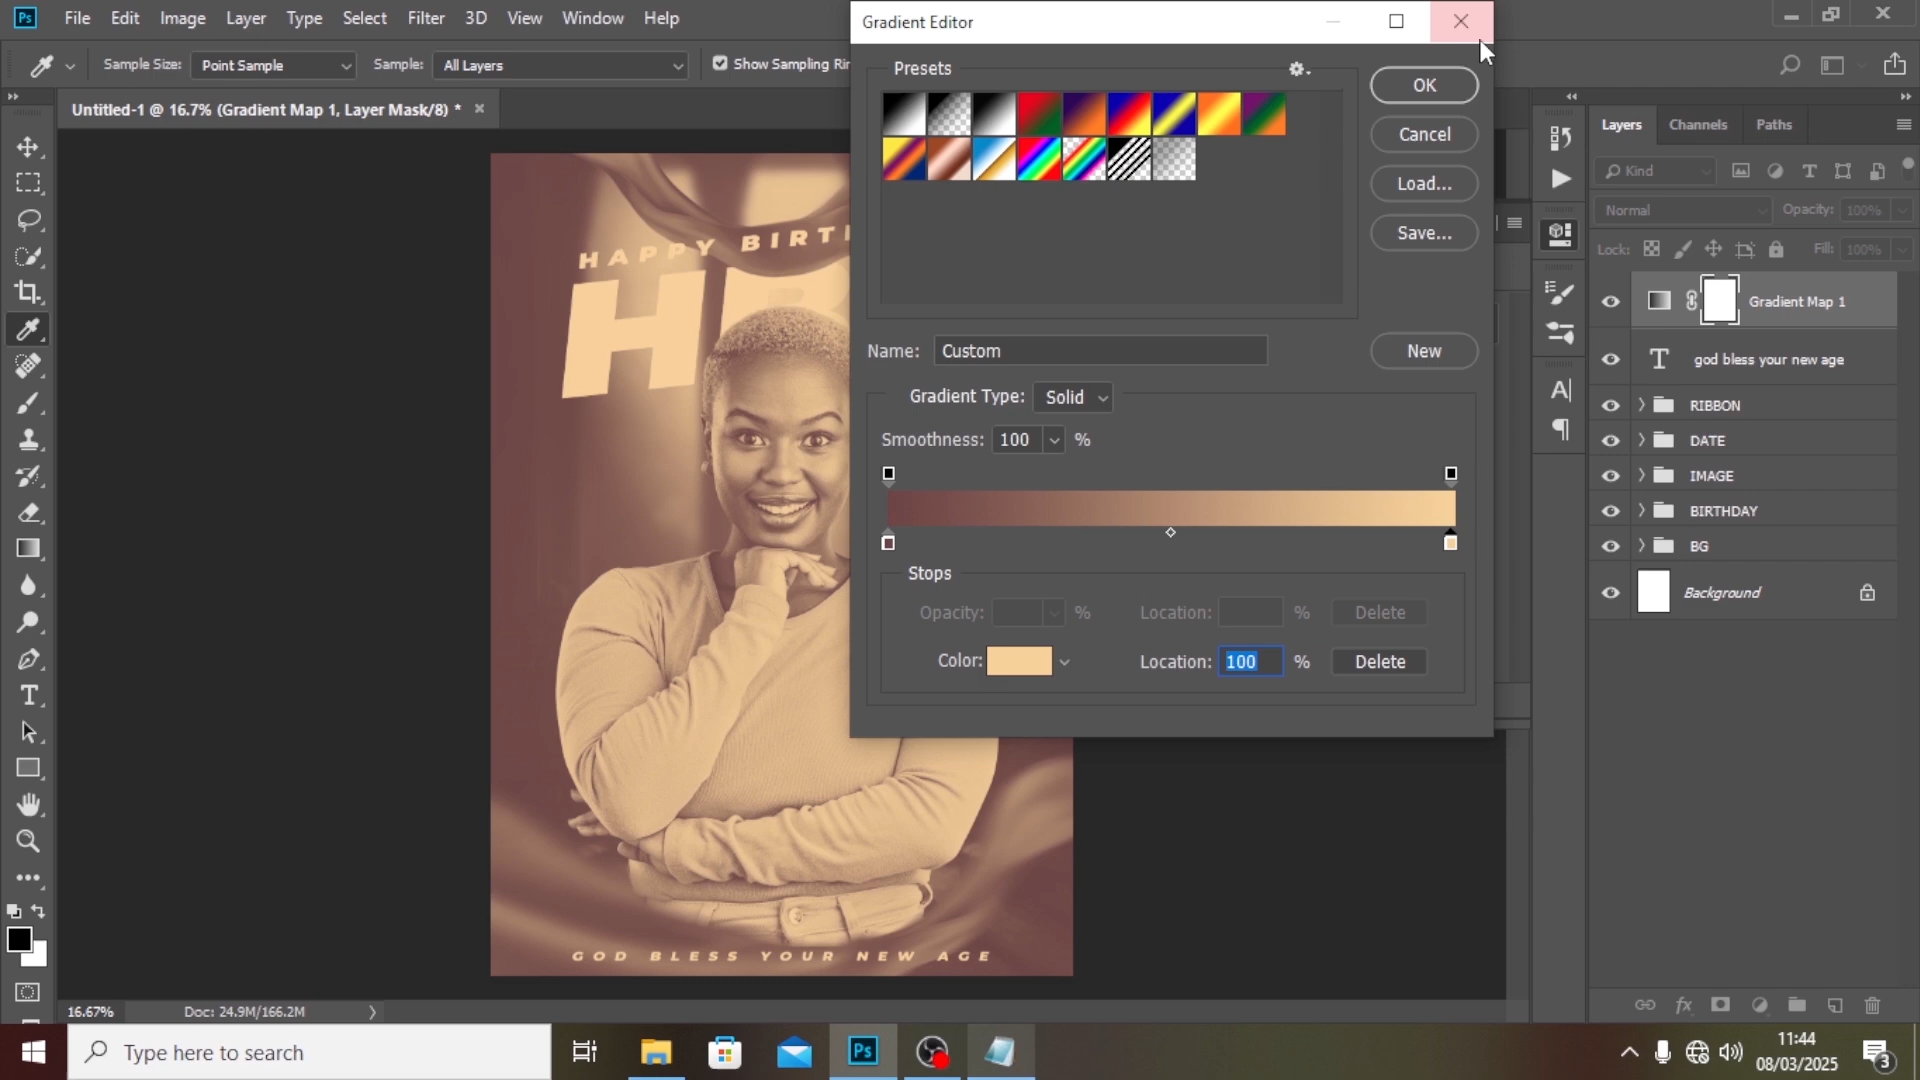 Ps File Edit Image Layer Type Select Filter 3D View Window Help
Gradient Editor
Sample Size: Point Sample Sample: All Layers Show Sampling Rin
Untitled-1 @ 16.7% (Gradient Map 1, Layer Mask/8) *
Presets
OK
Cancel
Load...
Save...
Name: Custom
New
Gradient Type: Solid
Smoothness: 100 %
Stops
Opacity: % Location: % Delete
Color: Location: 100 % Delete
HAPPY BIRT
H
GOD BLESS YOUR NEW AGE
Layers Channels Paths
Kind
Normal Opacity: 100%
Lock: Fill: 100%
Gradient Map 1
T god bless your new age
RIBBON
DATE
IMAGE
BIRTHDAY
BG
Background
fx
16.67% Doc: 24.9M/166.2M
Type here to search
Ps
11:44
08/03/2025
3